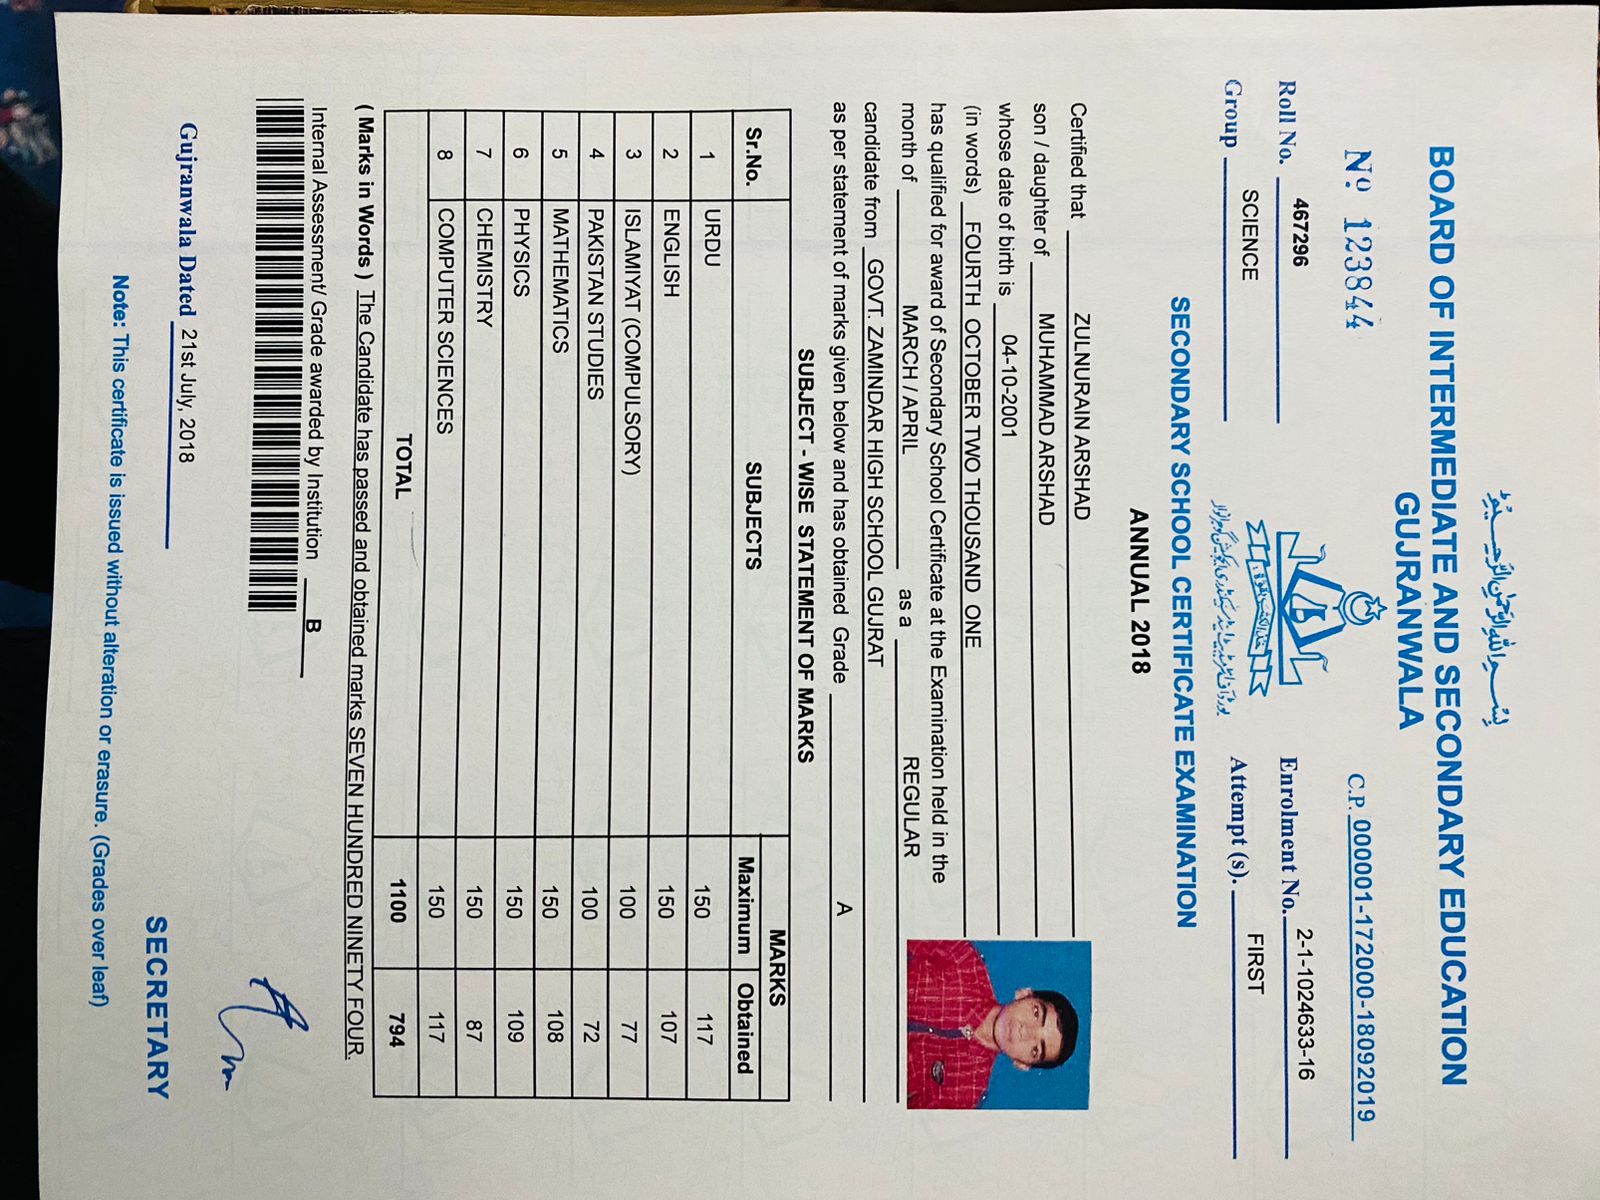 بِسْمِ اللهِ الرَّحْمٰنِ الرَّحِيْمِ
BOARD OF INTERMEDIATE AND SECONDARY EDUCATION
GUJRANWALA
Nº 123844
C.P. 000001-172000-18092019
Roll No. 467296
Enrolment No. 2-1-1024633-16
Group SCIENCE
Attempt (s). FIRST
خذ الكتب بقوة
بورڈ آف انٹرمیڈیٹ اینڈ سیکنڈری ایجوکیشن گوجرانوالہ
SECONDARY SCHOOL CERTIFICATE EXAMINATION
ANNUAL 2018
Certified that ZULNURAIN ARSHAD
son / daughter of MUHAMMAD ARSHAD
whose date of birth is 04-10-2001
(in words) FOURTH OCTOBER TWO THOUSAND ONE
has qualified for award of Secondary School Certificate at the Examination held in the
month of MARCH / APRIL as a REGULAR
candidate from GOVT. ZAMINDAR HIGH SCHOOL GUJRAT
as per statement of marks given below and has obtained Grade A
SUBJECT - WISE STATEMENT OF MARKS
Sr.No. SUBJECTS MARKS
Maximum Obtained
1 URDU 150 117
2 ENGLISH 150 107
3 ISLAMIYAT (COMPULSORY) 100 77
4 PAKISTAN STUDIES 100 72
5 MATHEMATICS 150 108
6 PHYSICS 150 109
7 CHEMISTRY 150 87
8 COMPUTER SCIENCES 150 117
TOTAL 1100 794
( Marks in Words ) The Candidate has passed and obtained marks SEVEN HUNDRED NINETY FOUR.
Internal Assessment/ Grade awarded by Institution B
Gujranwala Dated 21st July, 2018
SECRETARY
Note: This certificate is issued without alteration or erasure. (Grades over leaf)